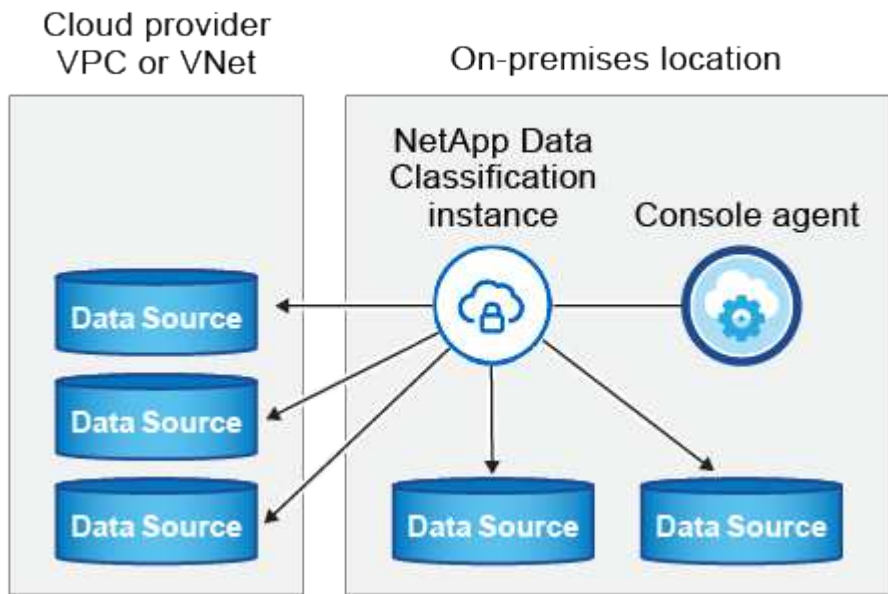 Cloud provider
VPC or VNet
On-premises location
NetApp Data
Classification
instance
Console agent
Data Source
Data Source
Data Source
Data Source
Data Source